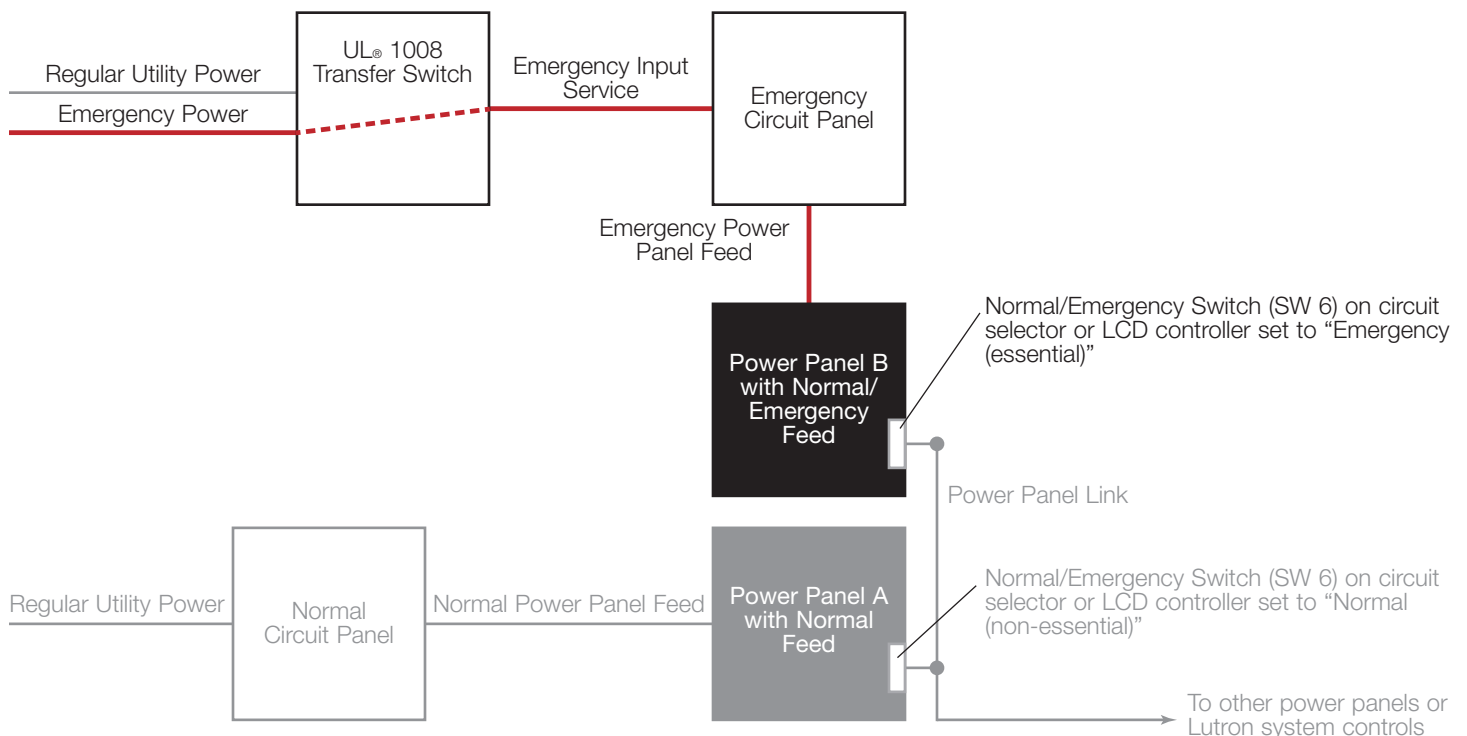 UL® 1008
Transfer Switch
Regular Utility Power
Emergency Power
Emergency Input
Service
Emergency
Circuit Panel
Emergency Power
Panel Feed
Normal/Emergency Switch (SW 6) on circuit
selector or LCD controller set to “Emergency
(essential)”
Power Panel B
with Normal/
Emergency
Feed
Power Panel Link
Regular Utility Power
Normal
Circuit Panel
Normal Power Panel Feed
Power Panel A
with Normal
Feed
Normal/Emergency Switch (SW 6) on circuit
selector or LCD controller set to “Normal
(non-essential)”
To other power panels or
Lutron system controls